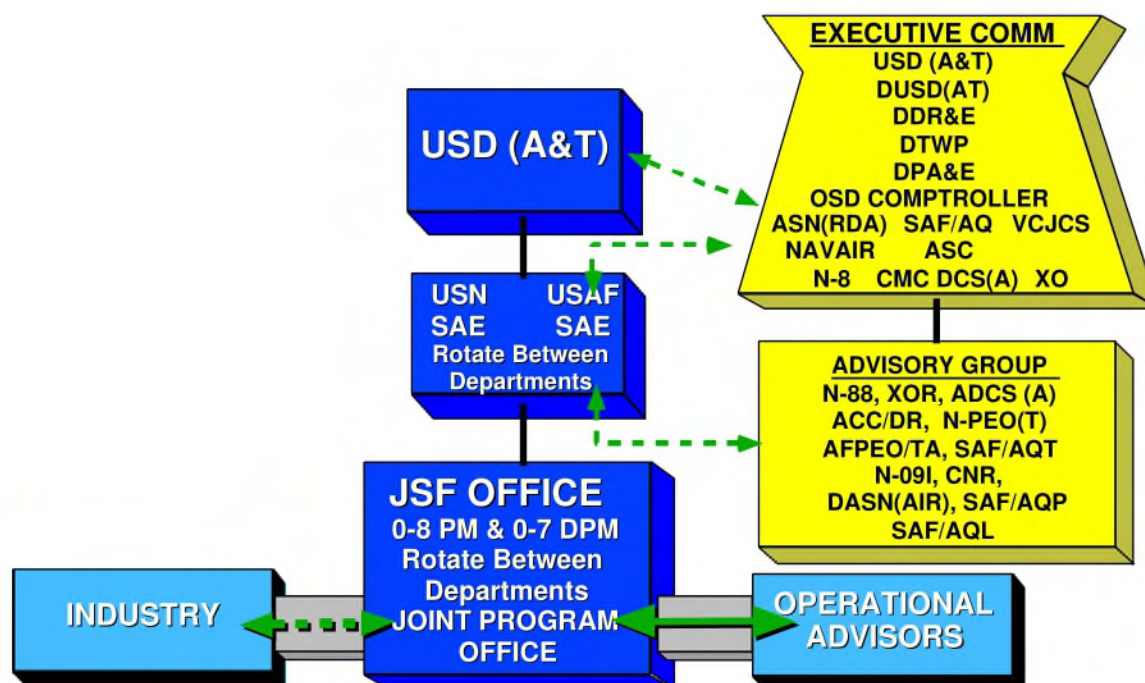 EXECUTIVE COMM
USD (A&T)
DUSD(AT)
DDR&E
DTWP
DPA&E
OSD COMPTROLLER
ASN(RDA) SAF/AQ VCJCS
NAVAIR ASC
N-8 CMC DCS(A) XO
USD (A&T)
USN USAF
SAE SAE
Rotate Between
Departments
ADVISORY GROUP
N-88, XOR, ADCS (A)
ACC/DR, N-PEO(T)
AFPEO/TA, SAF/AQT
N-09I, CNR,
DASN(AIR), SAF/AQP
SAF/AQL
JSF OFFICE
0-8 PM & 0-7 DPM
Rotate Between
Departments
JOINT PROGRAM
OFFICE
INDUSTRY
OPERATIONAL
ADVISORS